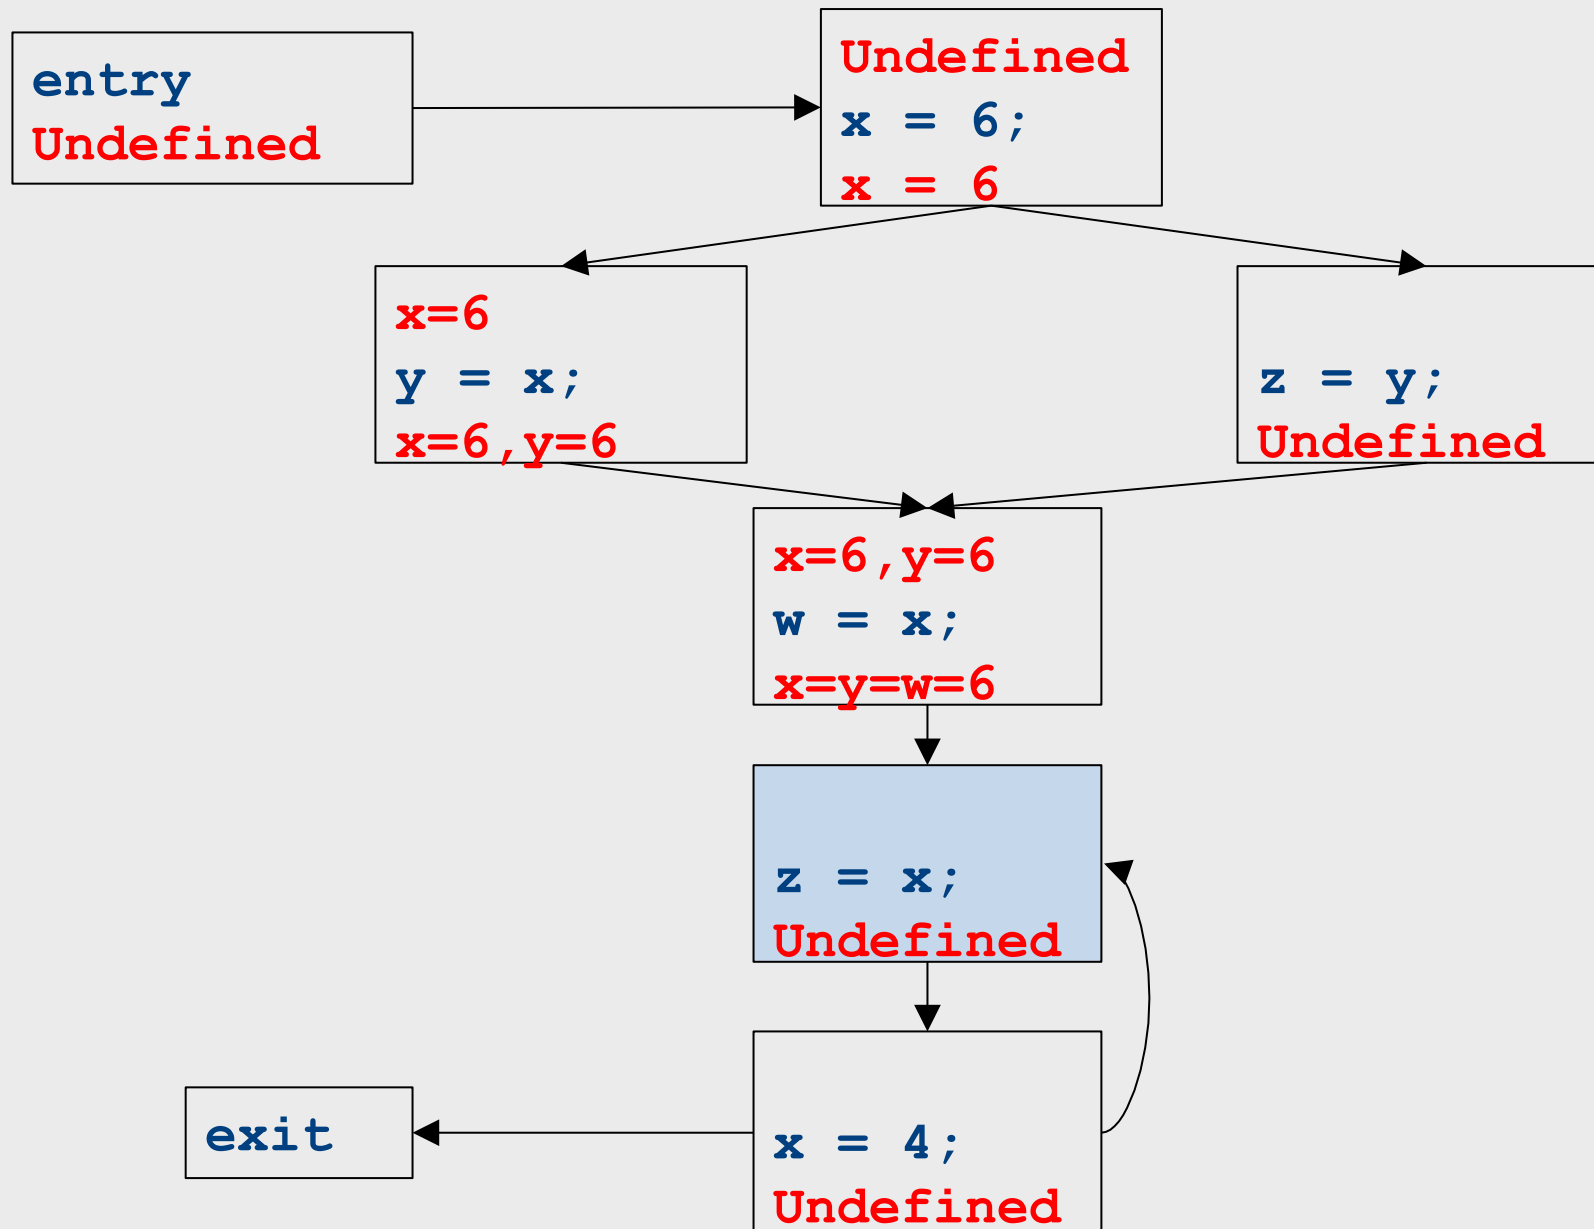 entry
Undefined
Undefined
x = 6;
x = 6
x=6
y = x;
x=6,y=6
z = y;
Undefined
x=6,y=6
w = x;
x=y=w=6
z = x;
Undefined
exit
x = 4;
Undefined